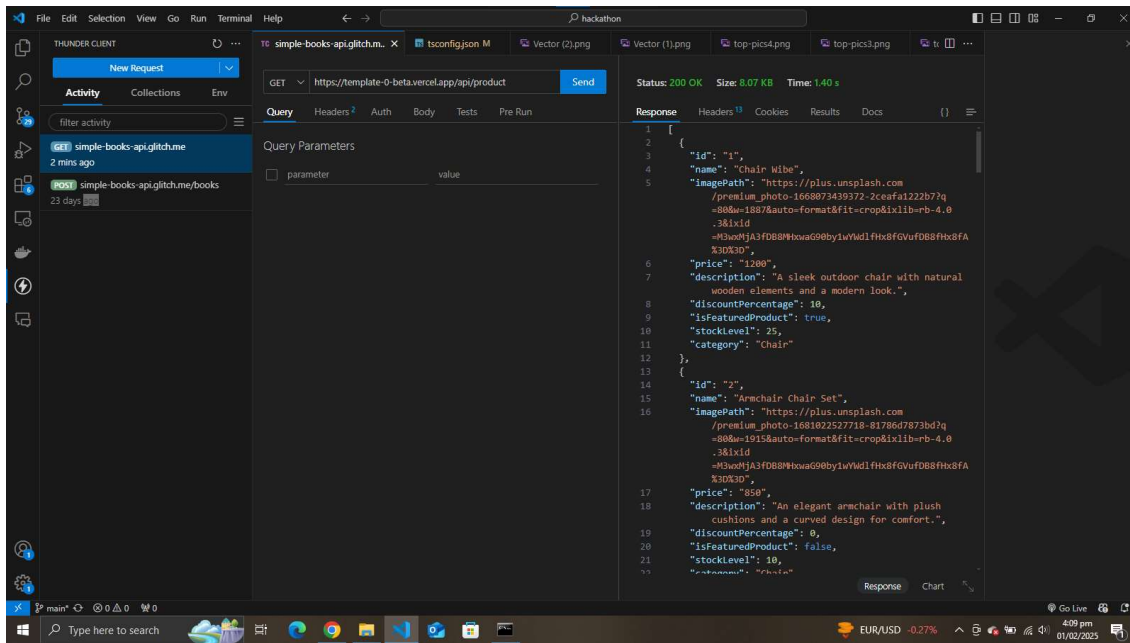 File Edit Selection View Go Run Terminal Help
hackathon
THUNDER CLIENT
New Request
Activity Collections Env
filter activity
GET simple-books-api.glitch.me
2 mins ago
POST simple-books-api.glitch.me/books
23 days ago
TC simple-books-api.glitch.m..
tsconfig.json M
Vector (2).png
Vector (1).png
top-pics4.png
top-pics3.png
GET https://template-0-beta.vercel.app/api/product Send
Query Headers 2 Auth Body Tests Pre Run
Query Parameters
parameter value
Status: 200 OK Size: 8.07 KB Time: 1.40 s
Response Headers 13 Cookies Results Docs {}
1 [
2 {
3 "id": "1",
4 "name": "Chair Wibe",
5 "imagePath": "https://plus.unsplash.com
/premium_photo-1668073439372-2ceafa1222b7?q
=80&w=1887&auto=format&fit=crop&ixlib=rb-4.0
.3&ixid
=M3wxMjA3fDB8MHxwaG90by1wYWdlfHx8fGVufDB8fHx8fA
%3D%3D",
6 "price": "1200",
7 "description": "A sleek outdoor chair with natural
wooden elements and a modern look.",
8 "discountPercentage": 10,
9 "isFeaturedProduct": true,
10 "stockLevel": 25,
11 "category": "Chair"
12 },
13 {
14 "id": "2",
15 "name": "Armchair Chair Set",
16 "imagePath": "https://plus.unsplash.com
/premium_photo-1681022527718-81786d7873bd?q
=80&w=1915&auto=format&fit=crop&ixlib=rb-4.0
.3&ixid
=M3wxMjA3fDB8MHxwaG90by1wYWdlfHx8fGVufDB8fHx8fA
%3D%3D",
17 "price": "850",
18 "description": "An elegant armchair with plush
cushions and a curved design for comfort.",
19 "discountPercentage": 0,
20 "isFeaturedProduct": false,
21 "stockLevel": 10,
22 "category": "Chair"
Response Chart
main* 0 0 0
Go Live
Type here to search
EUR/USD -0.27%
4:09 pm
01/02/2025